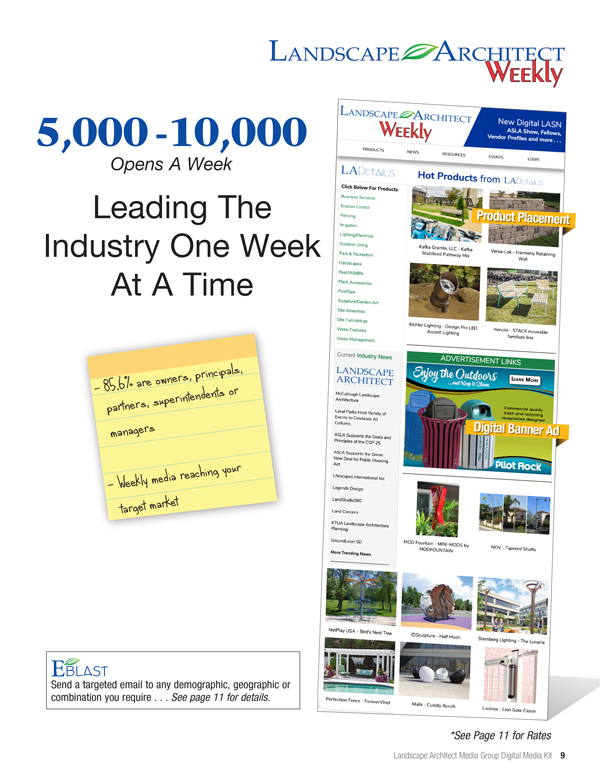 LANDSCAPE ARCHITECT
Weekly
5,000 - 10,000
Opens A Week
Leading The
Industry One Week
At A Time
- 85.6% are owners, principals,
partners, superintendents or
managers
- Weekly media reaching your
target market
EBLAST
Send a targeted email to any demographic, geographic or
combination you require . . . See page 11 for details.
LANDSCAPE ARCHITECT
Weekly
New Digital LASN
ASLA Show, Fellows,
Vendor Profiles and more . . .
PRODUCTS NEWS RESOURCES EVENTS LOGIN
LADETAILS
Click Below For Products
Business Services
Erosion Control
Fencing
Irrigation
Lighting/Electrical
Outdoor Living
Park & Recreation
Hardscapes
Pest/Wildlife
Plant Accessories
Pool/Spa
Sculpture/Garden Art
Site Amenities
Site Furnishings
Water Features
Water Management
Current Industry News
LANDSCAPE
ARCHITECT
McCullough Landscape
Architecture
Local Parks Host Variety of
Events to Celebrate All
Cultures
ASLA Supports the Goals and
Principles of the COP 25
ASLA Supports the Green
New Deal for Public Housing
Act
Lifescapes International Inc
Legends Design
LandStudio360
Land Concern
KTUA Landscape Architecture
Planning
GroundLevel SD
More Trending News
Hot Products from LADETAILS
Product Placement
Kafka Granite, LLC - Kafka
Stabilized Pathway Mix
Versa-Lok - Harmony Retaining
Wall
Kichler Lighting - Design Pro LED
Accent Lighting
nencito - STACK moveable
furniture line
ADVERTISEMENT LINKS
Enjoy the Outdoors
...and Keep it Clean
LEARN MORE
Commercial quality
trash and recycling
receptacles designed
Digital Banner Ad
Pilot Rock
MOD Fountain - MINI-MODS by
MODFOUNTAIN
NOV - Tapered Shafts
NetPlay USA - Bird's Nest Tree
IDSculpture - Half Moon
Sternberg Lighting - The Lunaria
Perfection Fence - ForeverVinyl
Malik - Cuddly Bench
Locinox - Lion Gate Closer
*See Page 11 for Rates
Landscape Architect Media Group Digital Media Kit 9